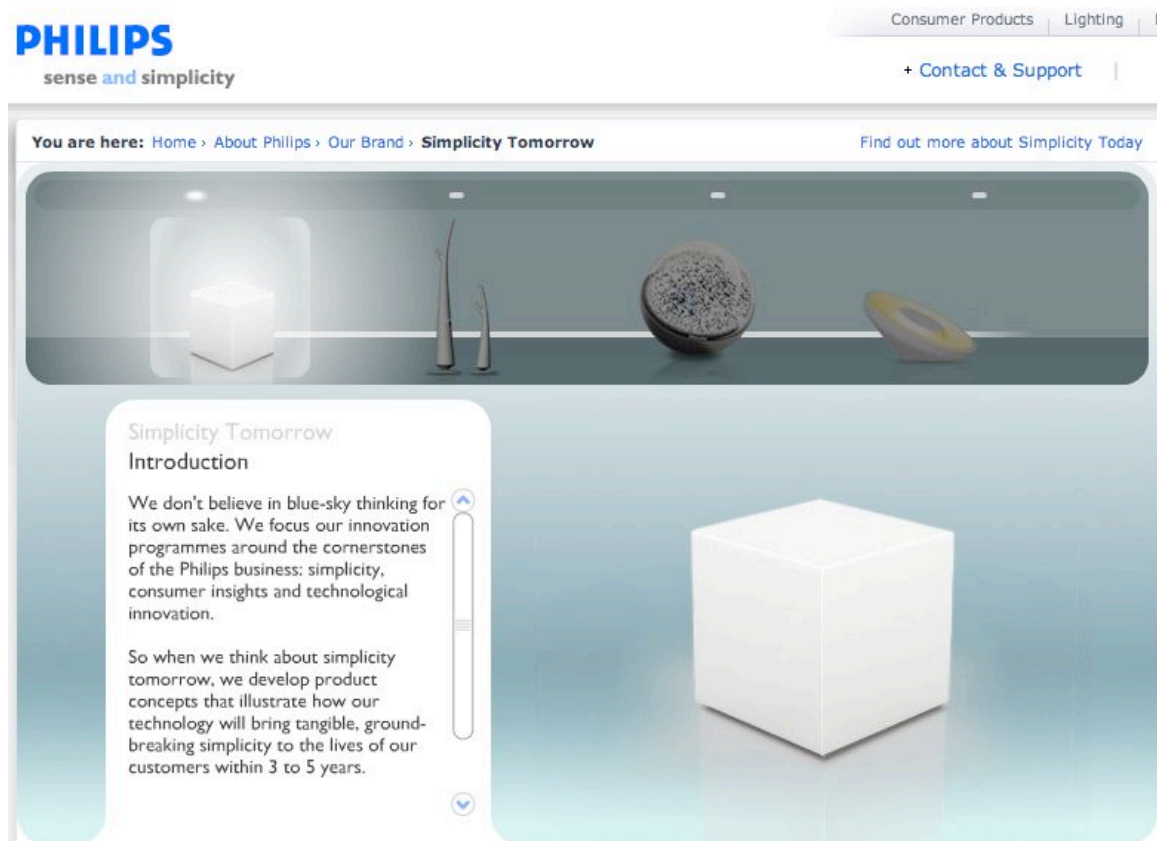 PHILIPS
sense and simplicity
Consumer Products
Lighting
+ Contact & Support
You are here: Home › About Philips › Our Brand › Simplicity Tomorrow
Find out more about Simplicity Today
Simplicity Tomorrow
Introduction
We don't believe in blue-sky thinking for
its own sake. We focus our innovation
programmes around the cornerstones
of the Philips business: simplicity,
consumer insights and technological
innovation.
So when we think about simplicity
tomorrow, we develop product
concepts that illustrate how our
technology will bring tangible, ground-
breaking simplicity to the lives of our
customers within 3 to 5 years.